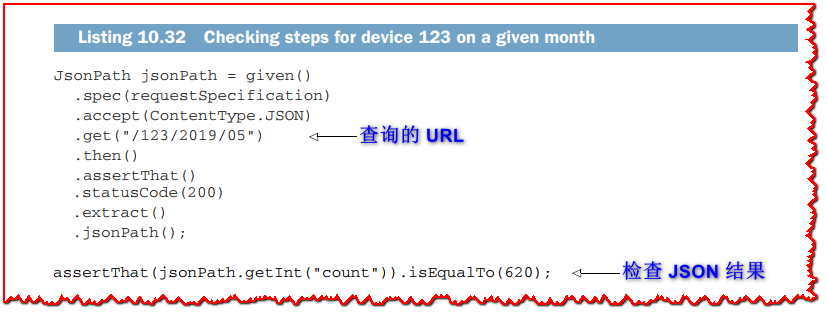 Listing 10.32 Checking steps for device 123 on a given month
JsonPath jsonPath = given()
.spec(requestSpecification)
.accept(ContentType.JSON)
.get("/123/2019/05") 查询的 URL
.then()
.assertThat()
.statusCode(200)
.extract()
.jsonPath();
assertThat(jsonPath.getInt("count")).isEqualTo(620); 检查 JSON 结果